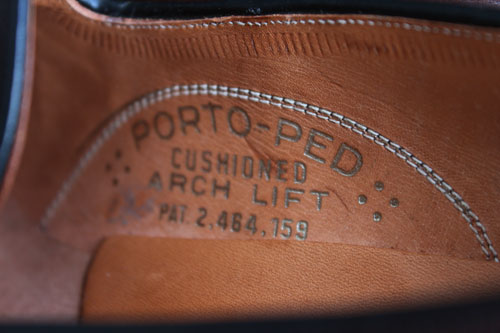 PORTO-PED
CUSHIONED
ARCH LIFT
PAT. 2,464,159